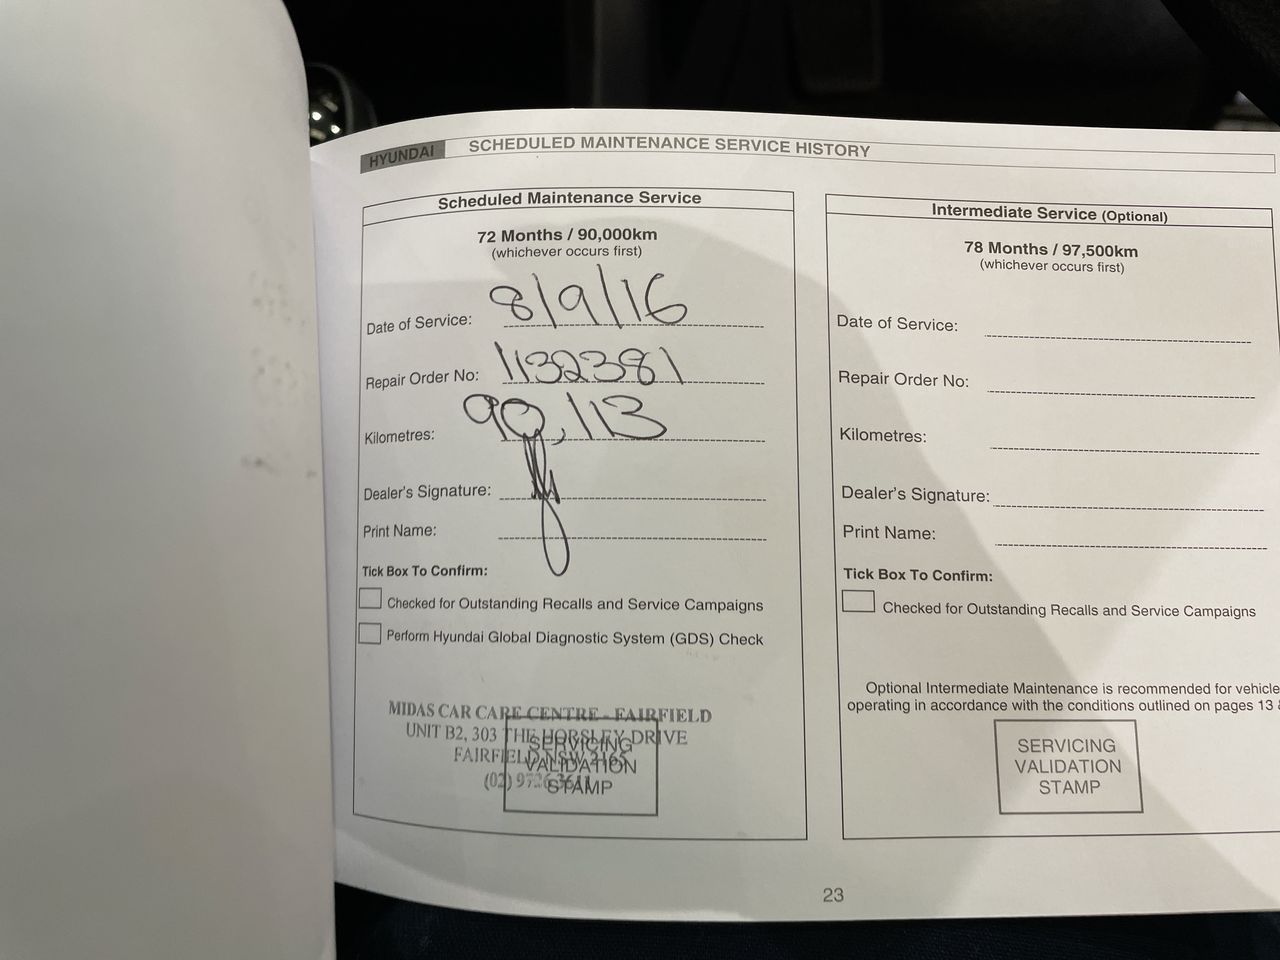 HYUNDAI SCHEDULED MAINTENANCE SERVICE HISTORY
Scheduled Maintenance Service
72 Months / 90,000km
(whichever occurs first)
Date of Service: 8/9/16
Repair Order No: 1132381
Kilometres: 90,113
Dealer's Signature:
Print Name:
Tick Box To Confirm:
Checked for Outstanding Recalls and Service Campaigns
Perform Hyundai Global Diagnostic System (GDS) Check
MIDAS CAR CARE CENTRE - FAIRFIELD
UNIT B2, 303 THE HORSLEY DRIVE
FAIRFIELD NSW 2165
(02)
SERVICING
VALIDATION
STAMP
Intermediate Service (Optional)
78 Months / 97,500km
(whichever occurs first)
Date of Service:
Repair Order No:
Kilometres:
Dealer's Signature:
Print Name:
Tick Box To Confirm:
Checked for Outstanding Recalls and Service Campaigns
Optional Intermediate Maintenance is recommended for vehicle
operating in accordance with the conditions outlined on pages 13 &
SERVICING
VALIDATION
STAMP
23